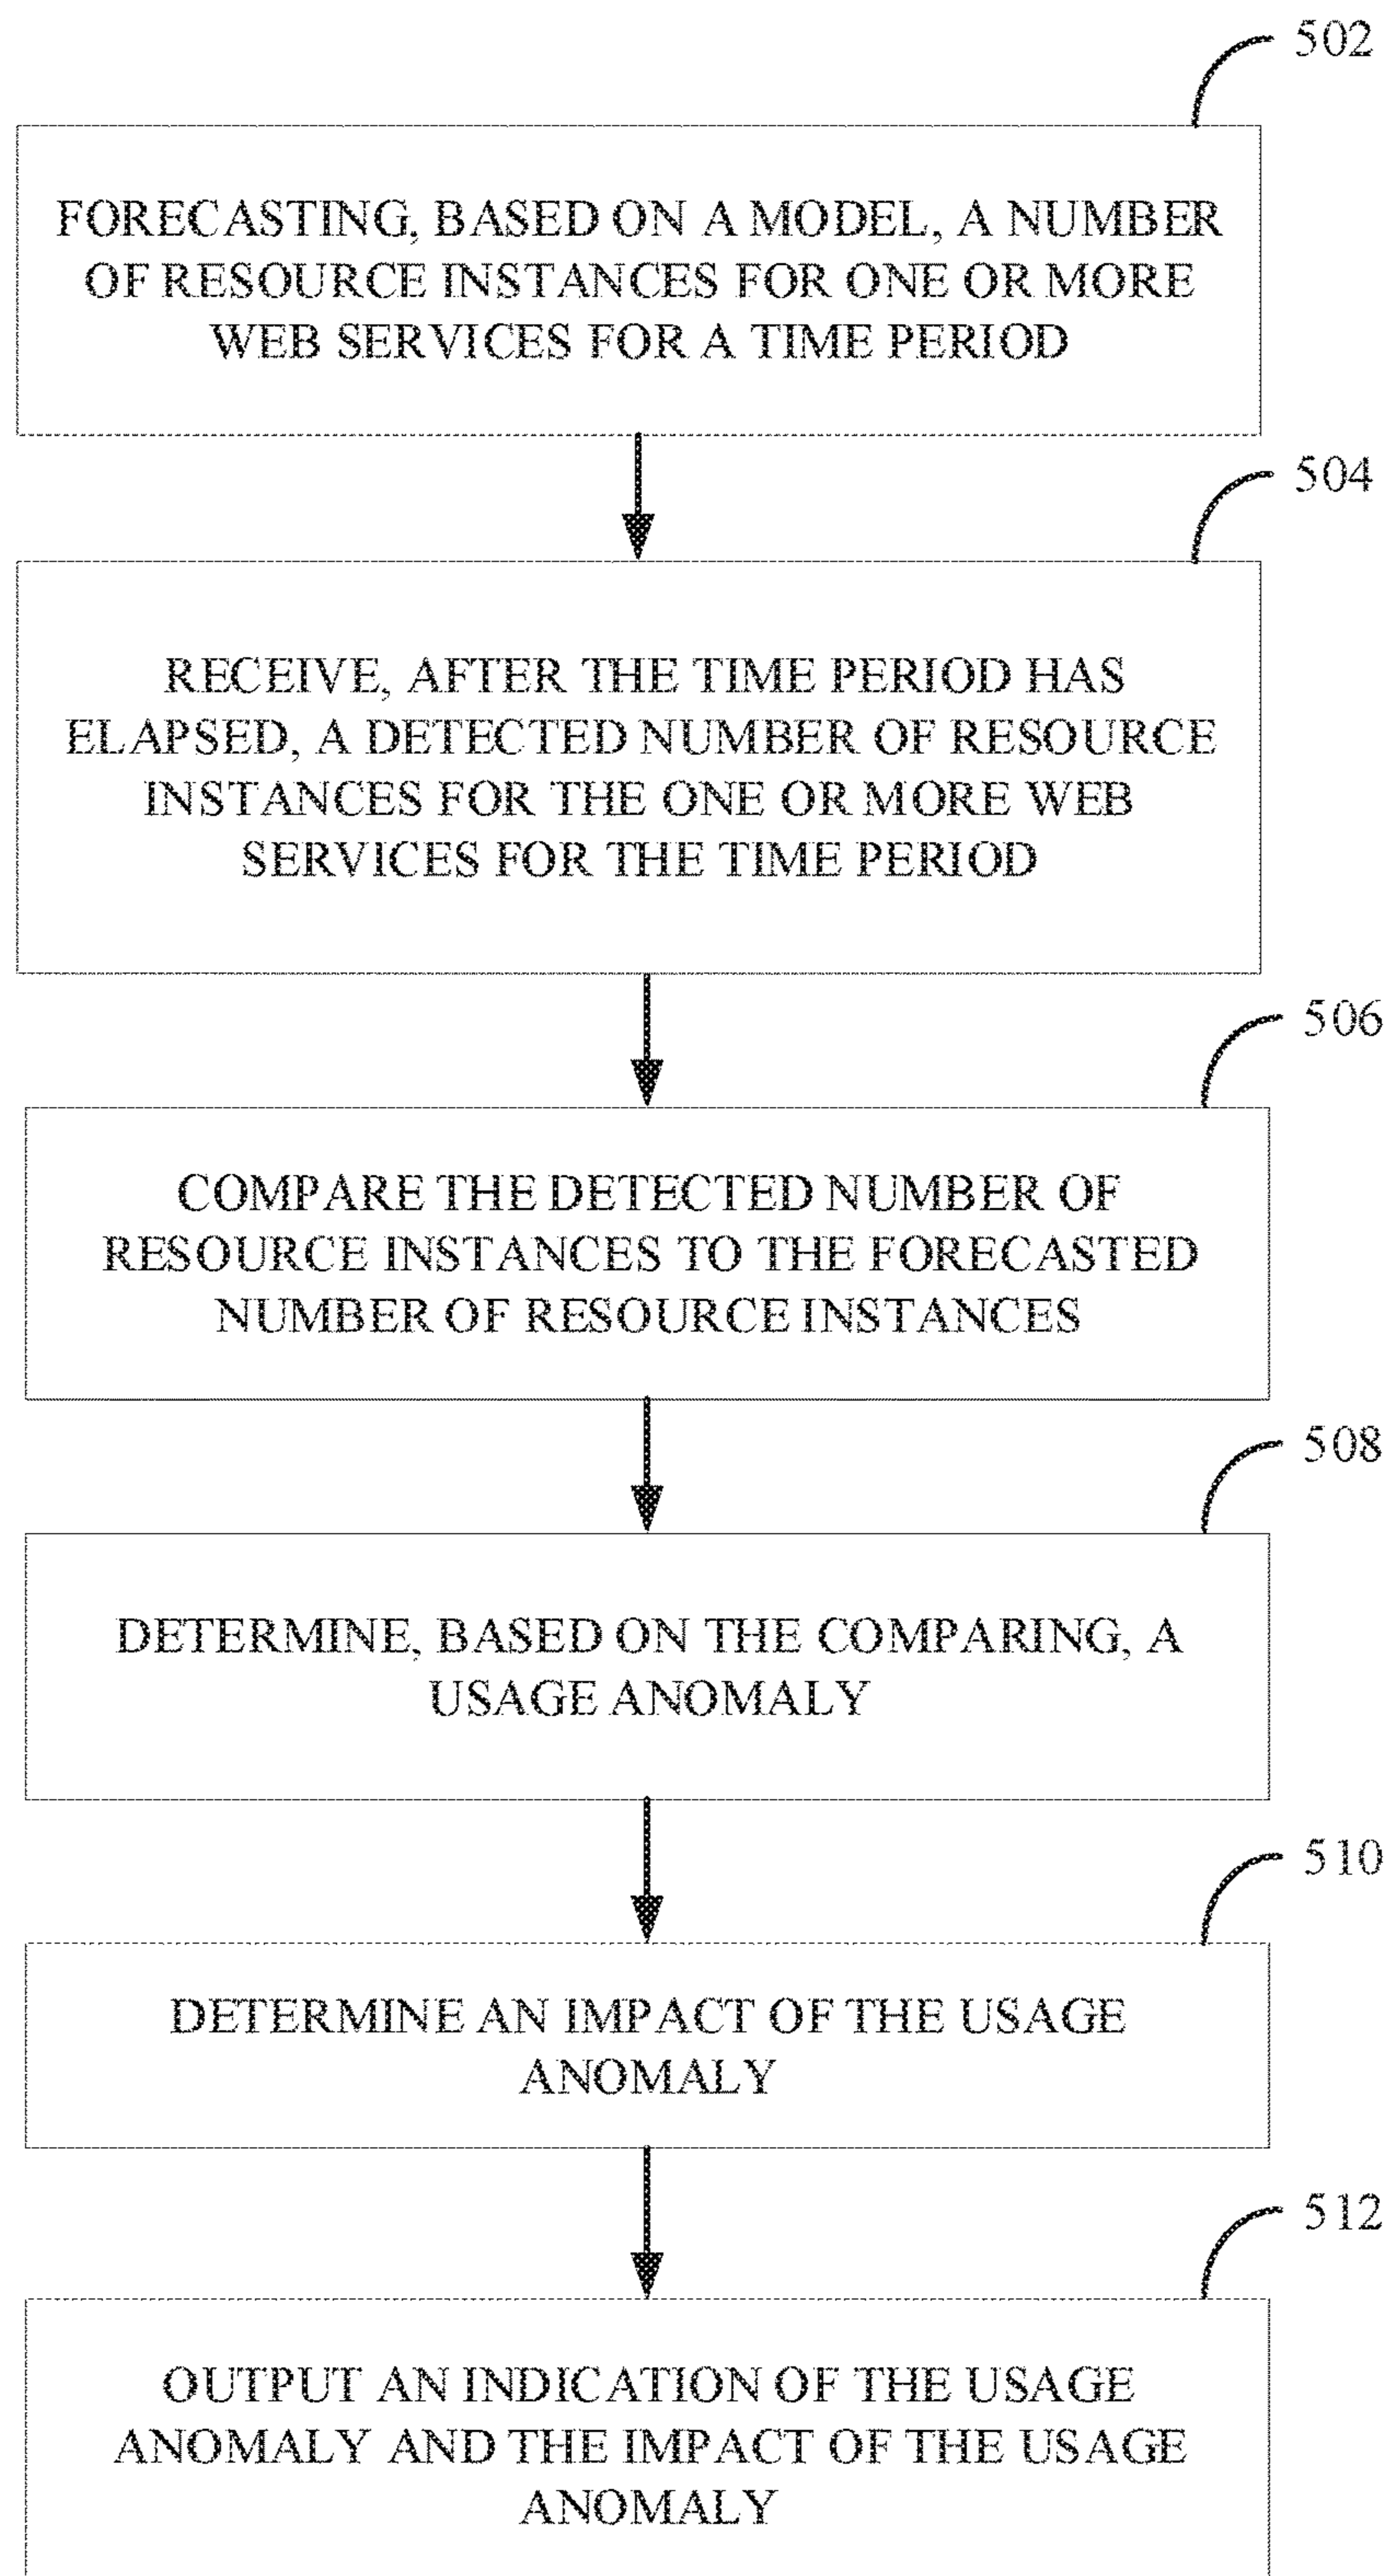 502
FORECASTING, BASED ON A MODEL, A NUMBER
OF RESOURCE INSTANCES FOR ONE OR MORE
WEB SERVICES FOR A TIME PERIOD
504
RECEIVE, AFTER THE TIME PERIOD HAS
ELAPSED, A DETECTED NUMBER OF RESOURCE
INSTANCES FOR THE ONE OR MORE WEB
SERVICES FOR THE TIME PERIOD
506
COMPARE THE DETECTED NUMBER OF
RESOURCE INSTANCES TO THE FORECASTED
NUMBER OF RESOURCE INSTANCES
508
DETERMINE, BASED ON THE COMPARING, A
USAGE ANOMALY
510
DETERMINE AN IMPACT OF THE USAGE
ANOMALY
512
OUTPUT AN INDICATION OF THE USAGE
ANOMALY AND THE IMPACT OF THE USAGE
ANOMALY